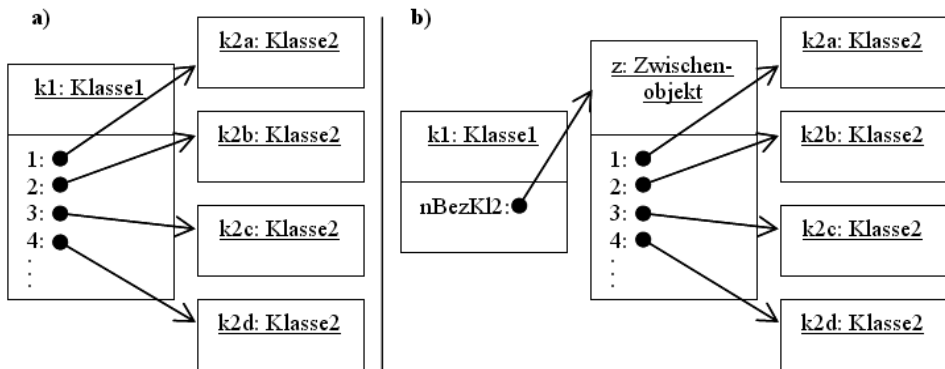 a)
k1: Klasse1
1:
2:
3:
4:
k2a: Klasse2
k2b: Klasse2
k2c: Klasse2
k2d: Klasse2
b)
k1: Klasse1
nBezKl2:
z: Zwischen-
objekt
1:
2:
3:
4:
k2a: Klasse2
k2b: Klasse2
k2c: Klasse2
k2d: Klasse2